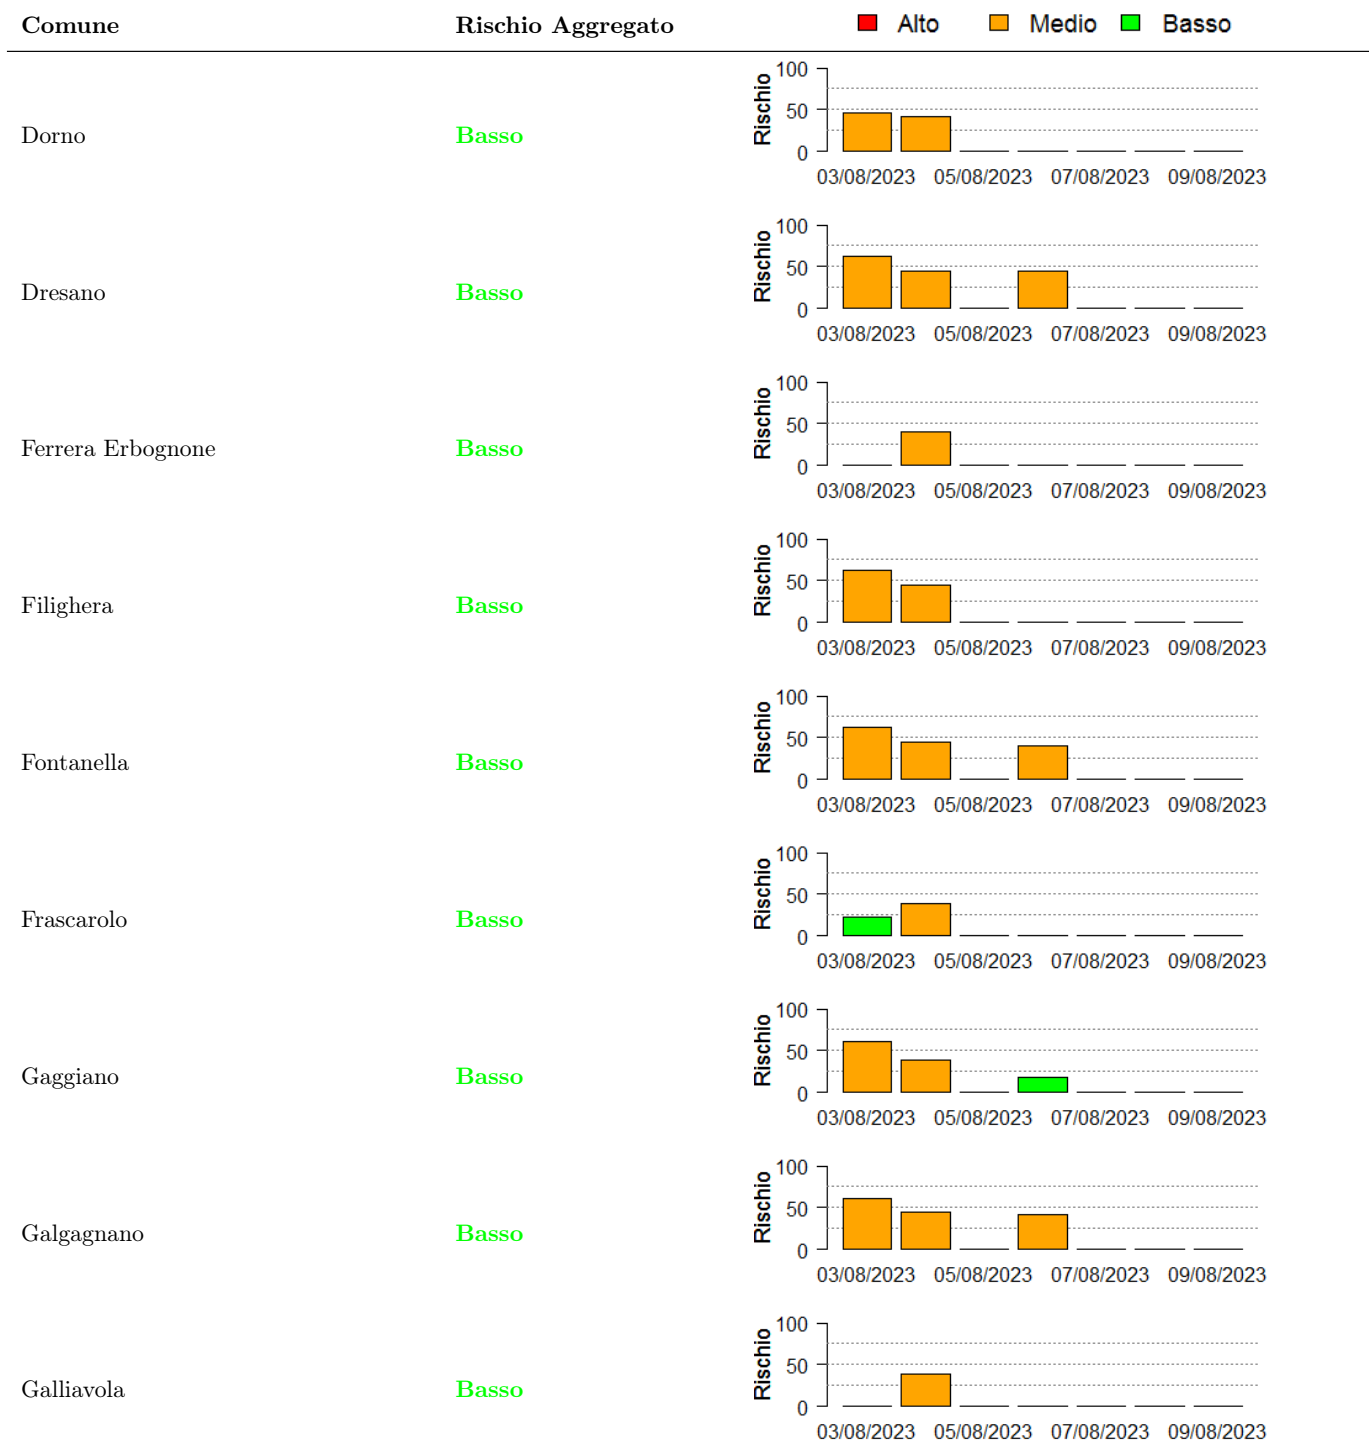 Comune Rischio Aggregato Alto Medio Basso
Dorno Basso Rischio 100 50 0
03/08/2023 05/08/2023 07/08/2023 09/08/2023
Dresano Basso Rischio 100 50 0
03/08/2023 05/08/2023 07/08/2023 09/08/2023
Ferrera Erbognone Basso Rischio 100 50 0
03/08/2023 05/08/2023 07/08/2023 09/08/2023
Filighera Basso Rischio 100 50 0
03/08/2023 05/08/2023 07/08/2023 09/08/2023
Fontanella Basso Rischio 100 50 0
03/08/2023 05/08/2023 07/08/2023 09/08/2023
Frascarolo Basso Rischio 100 50 0
03/08/2023 05/08/2023 07/08/2023 09/08/2023
Gaggiano Basso Rischio 100 50 0
03/08/2023 05/08/2023 07/08/2023 09/08/2023
Galgagnano Basso Rischio 100 50 0
03/08/2023 05/08/2023 07/08/2023 09/08/2023
Galliavola Basso Rischio 100 50 0
03/08/2023 05/08/2023 07/08/2023 09/08/2023